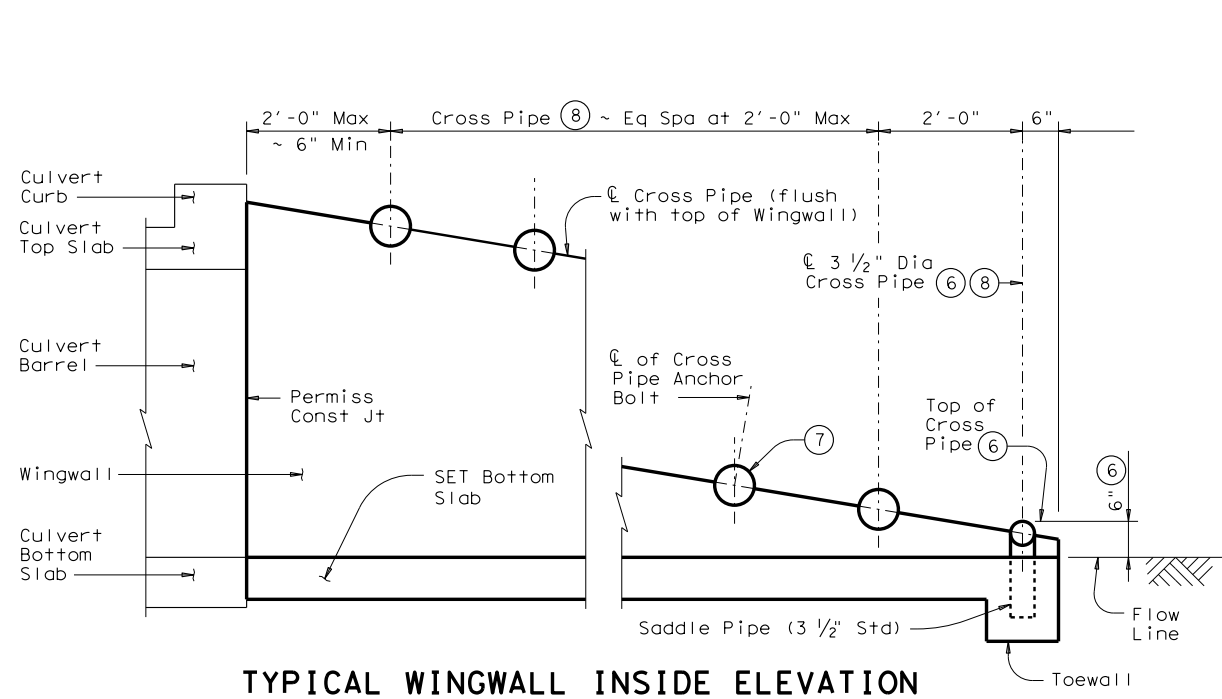 2'-0" Max
~ 6" Min
Cross Pipe 8 ~ Eq Spa at 2'-0" Max
2'-0"
6"
Culvert
Curb
Culvert
Top Slab
℄ Cross Pipe (flush
with top of Wingwall)
℄ 3 1/2" Dia
Cross Pipe 6 8
Culvert
Barrel
Permiss
Const Jt
℄ of Cross
Pipe Anchor
Bolt
7
Top of
Cross
Pipe 6
6" 6
Wingwall
SET Bottom
Slab
Culvert
Bottom
Slab
Saddle Pipe (3 1/2" Std)
Flow
Line
Toewall
TYPICAL WINGWALL INSIDE ELEVATION